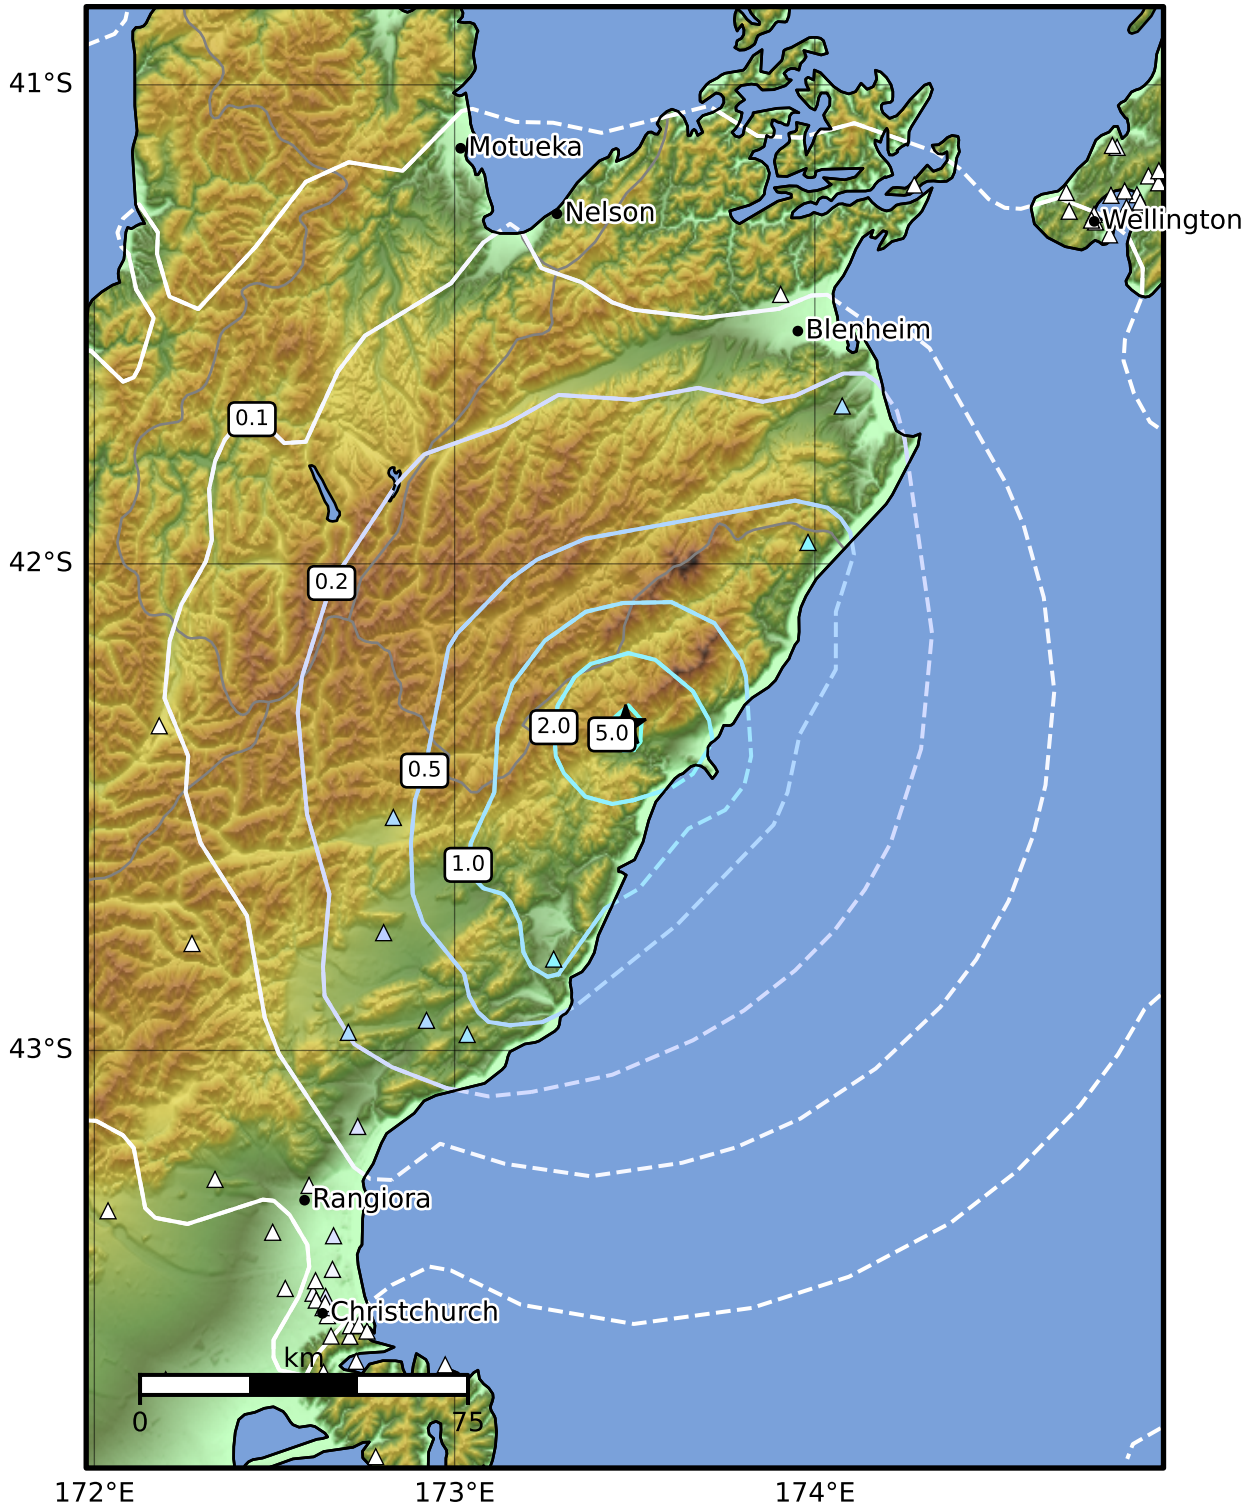 41°S
Motueka
Nelson
Wellington
Blenheim
0.1
42°S
0.2
2.0
5.0
0.5
1.0
43°S
Rangiora
Christchurch
km
0
75
172°E
173°E
174°E